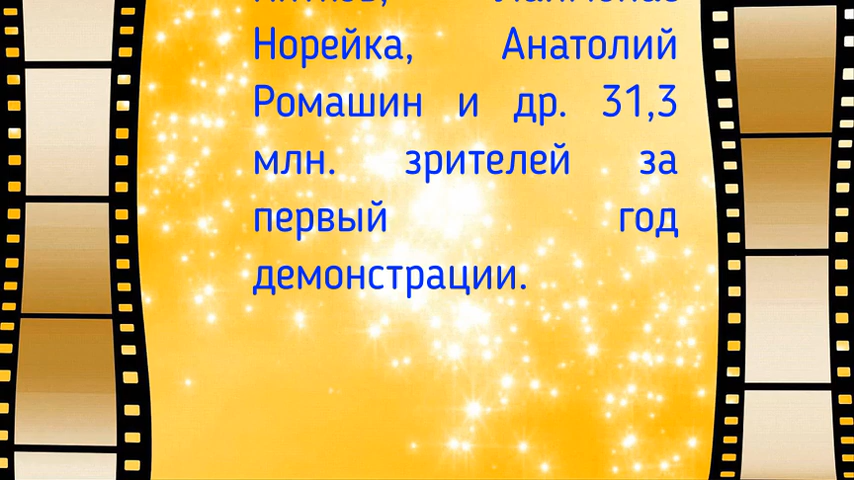 Норейка, Анатолий
Ромашин и др. 31,3
млн. зрителей за
первый год
демонстрации.